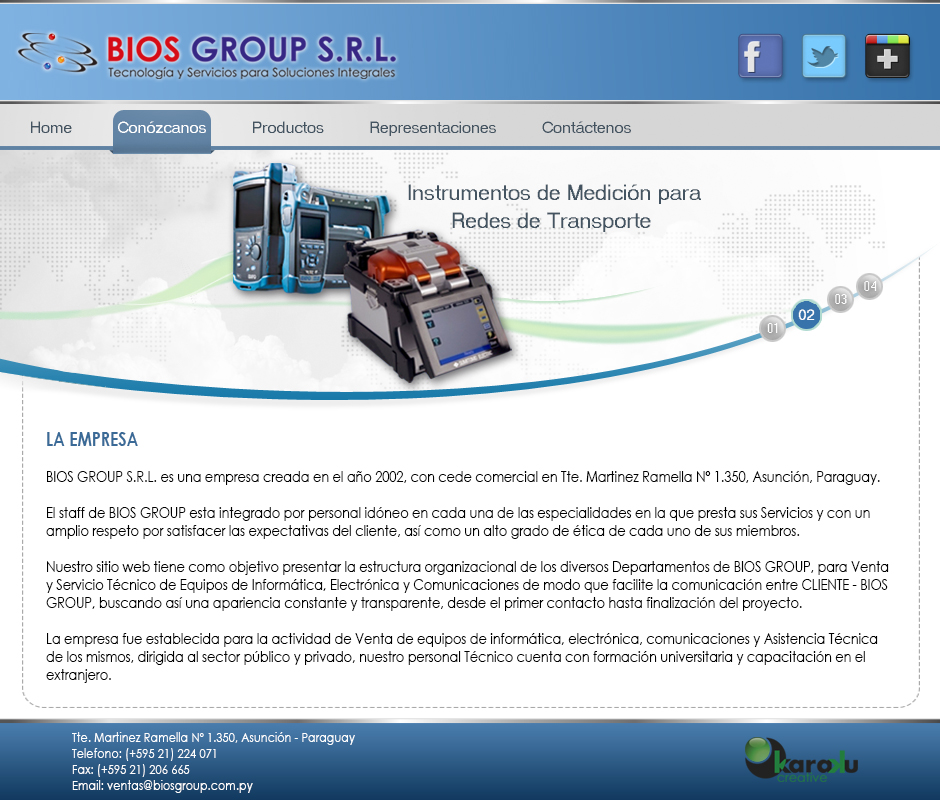 BIOS GROUP S.R.L.
Tecnología y Servicios para Soluciones Integrales
Home
Conózcanos
Productos
Representaciones
Contáctenos
Instrumentos de Medición para
Redes de Transporte
01
02
03
04
LA EMPRESA
BIOS GROUP S.R.L. es una empresa creada en el año 2002, con cede comercial en Tte. Martinez Ramella Nº 1.350, Asunción, Paraguay.
El staff de BIOS GROUP esta integrado por personal idóneo en cada una de las especialidades en la que presta sus Servicios y con un
amplio respeto por satisfacer las expectativas del cliente, así como un alto grado de ética de cada uno de sus miembros.
Nuestro sitio web tiene como objetivo presentar la estructura organizacional de los diversos Departamentos de BIOS GROUP, para Venta
y Servicio Técnico de Equipos de Informática, Electrónica y Comunicaciones de modo que facilite la comunicación entre CLIENTE - BIOS
GROUP, buscando así una apariencia constante y transparente, desde el primer contacto hasta finalización del proyecto.
La empresa fue establecida para la actividad de Venta de equipos de informática, electrónica, comunicaciones y Asistencia Técnica
de los mismos, dirigida al sector público y privado, nuestro personal Técnico cuenta con formación universitaria y capacitación en el
extranjero.
Tte. Martinez Ramella Nº 1.350, Asunción - Paraguay
Telefono: (+595 21) 224 071
Fax: (+595 21) 206 665
Email: ventas@biosgroup.com.py
karoku
creative